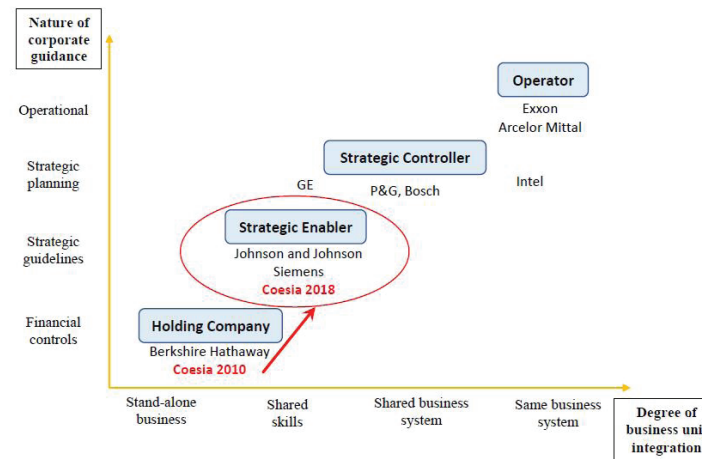 Nature of
corporate
guidance
Operator
Operational
Exxon
Arcelor Mittal
Strategic Controller
Strategic
planning
GE
P&G, Bosch
Intel
Strategic Enabler
Strategic
guidelines
Johnson and Johnson
Siemens
Coesia 2018
Holding Company
Financial
controls
Berkshire Hathaway
Coesia 2010
Stand-alone
business
Shared
skills
Shared business
system
Same business
system
Degree of
business uni
integration